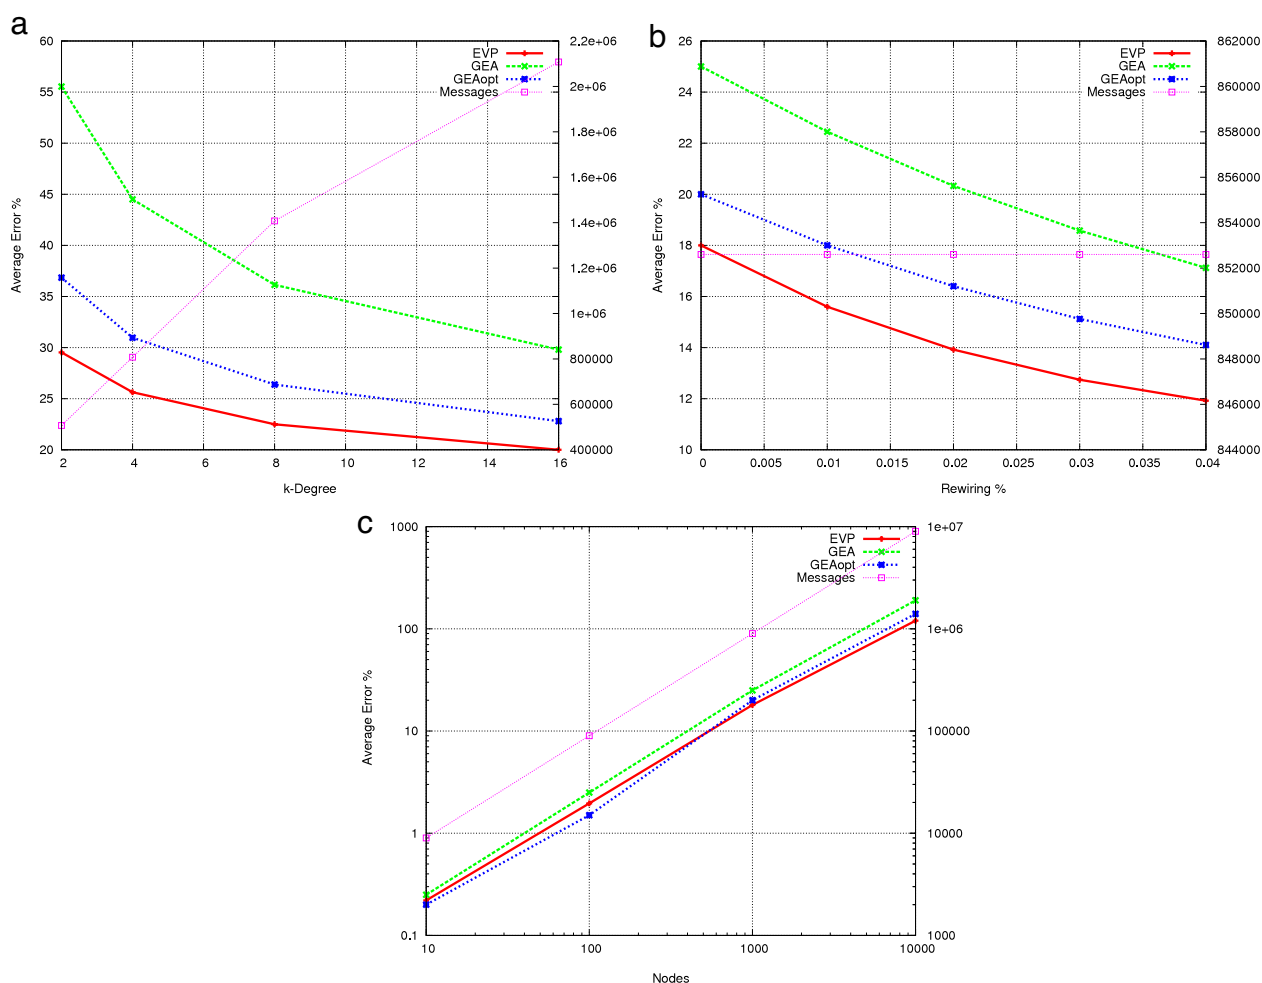 a
60
55
50
45
40
35
30
25
20
Average Error %
2
4
6
8
10
12
14
16
k-Degree
2.2e+06
2e+06
1.8e+06
1.6e+06
1.4e+06
1.2e+06
1e+06
800000
600000
400000
EVP
GEA
GEAopt
Messages
b
26
24
22
20
18
16
14
12
10
Average Error %
0
0.005
0.01
0.015
0.02
0.025
0.03
0.035
0.04
Rewiring %
862000
860000
858000
856000
854000
852000
850000
848000
846000
844000
EVP
GEA
GEAopt
Messages
c
1000
100
10
1
0.1
Average Error %
10
100
1000
10000
Nodes
1e+07
1e+06
100000
10000
1000
EVP
GEA
GEAopt
Messages